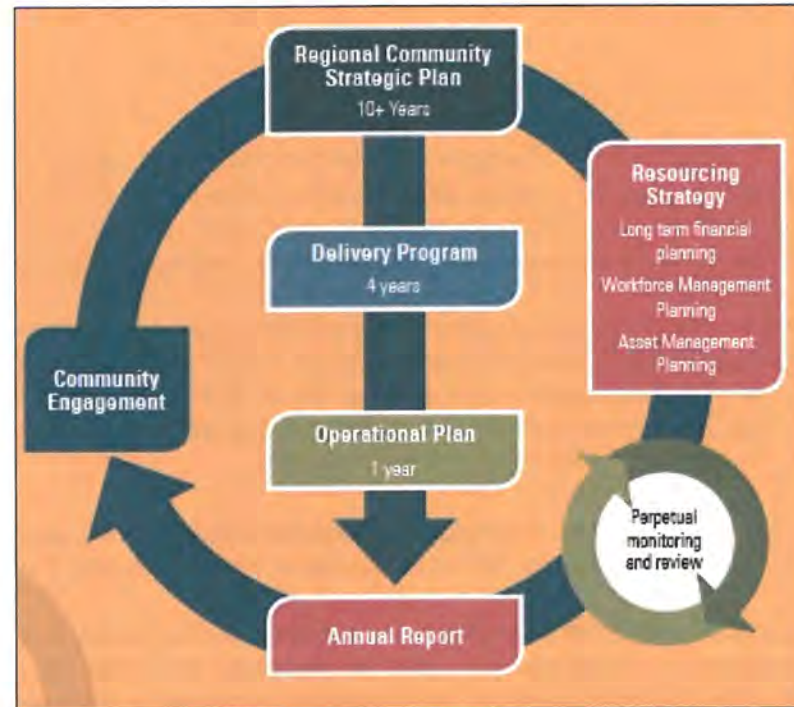 Regional Community
Strategic Plan
10+ Years
Resourcing
Strategy
Long term financial
planning
Workforce Management
Planning
Asset Management
Planning
Delivery Program
4 years
Community
Engagement
Operational Plan
1 year
Perpetual
monitoring
and review
Annual Report